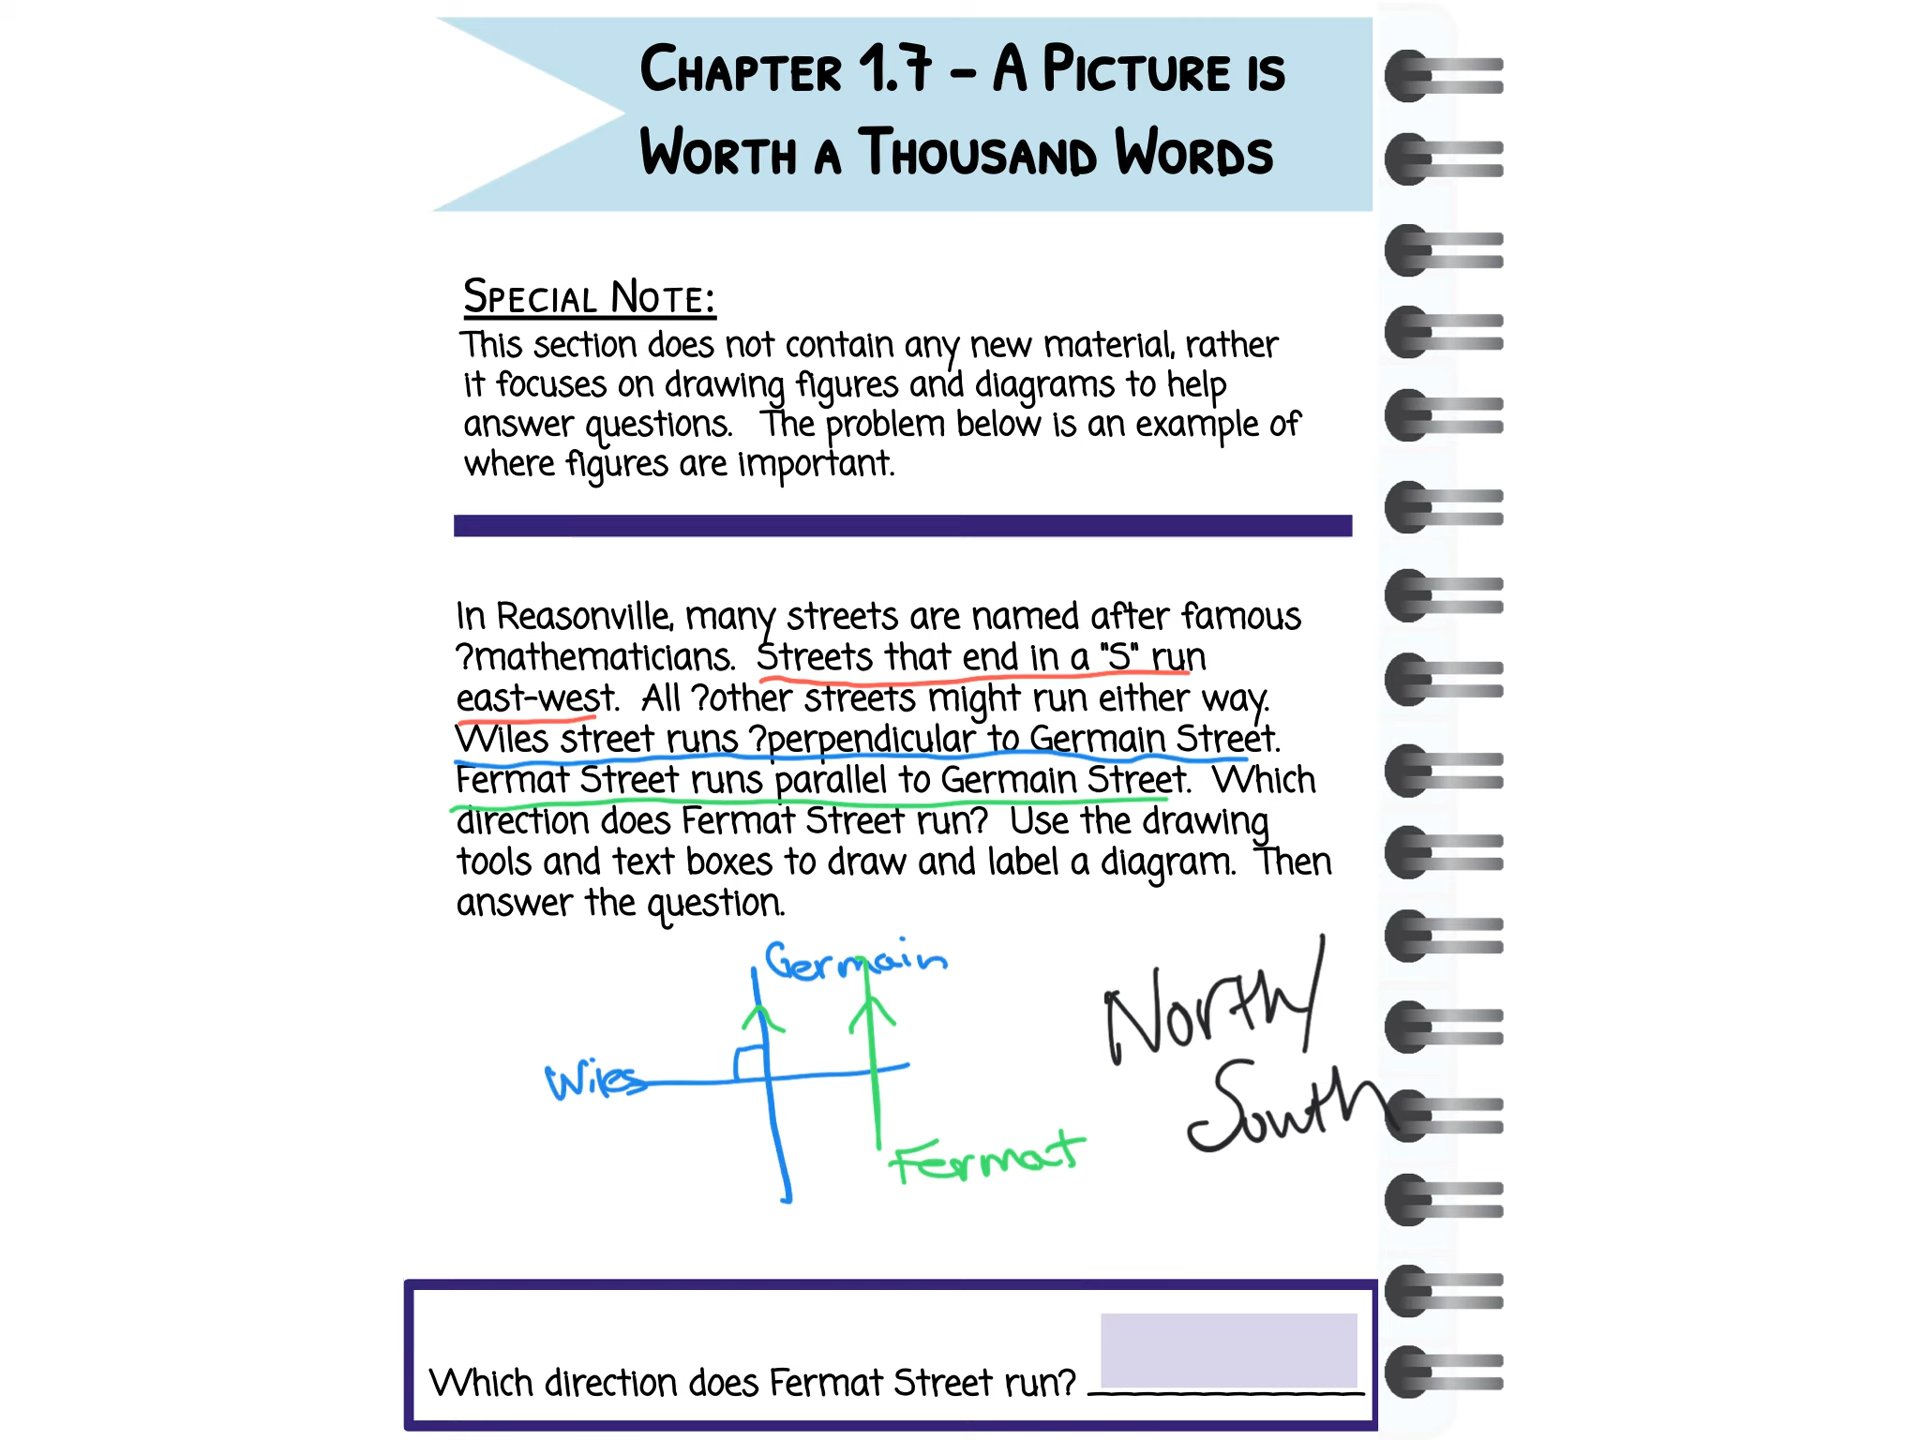 Chapter 1.7 – A Picture is
Worth a Thousand Words
Special Note:
This section does not contain any new material, rather
it focuses on drawing figures and diagrams to help
answer questions. The problem below is an example of
where figures are important.
In Reasonville, many streets are named after famous
?mathematicians. Streets that end in a "S" run
east-west. All ?other streets might run either way.
Wiles street runs ?perpendicular to Germain Street.
Fermat Street runs parallel to Germain Street. Which
direction does Fermat Street run? Use the drawing
tools and text boxes to draw and label a diagram. Then
answer the question.
Germain
North/
South
Wiles
Fermat
Which direction does Fermat Street run?